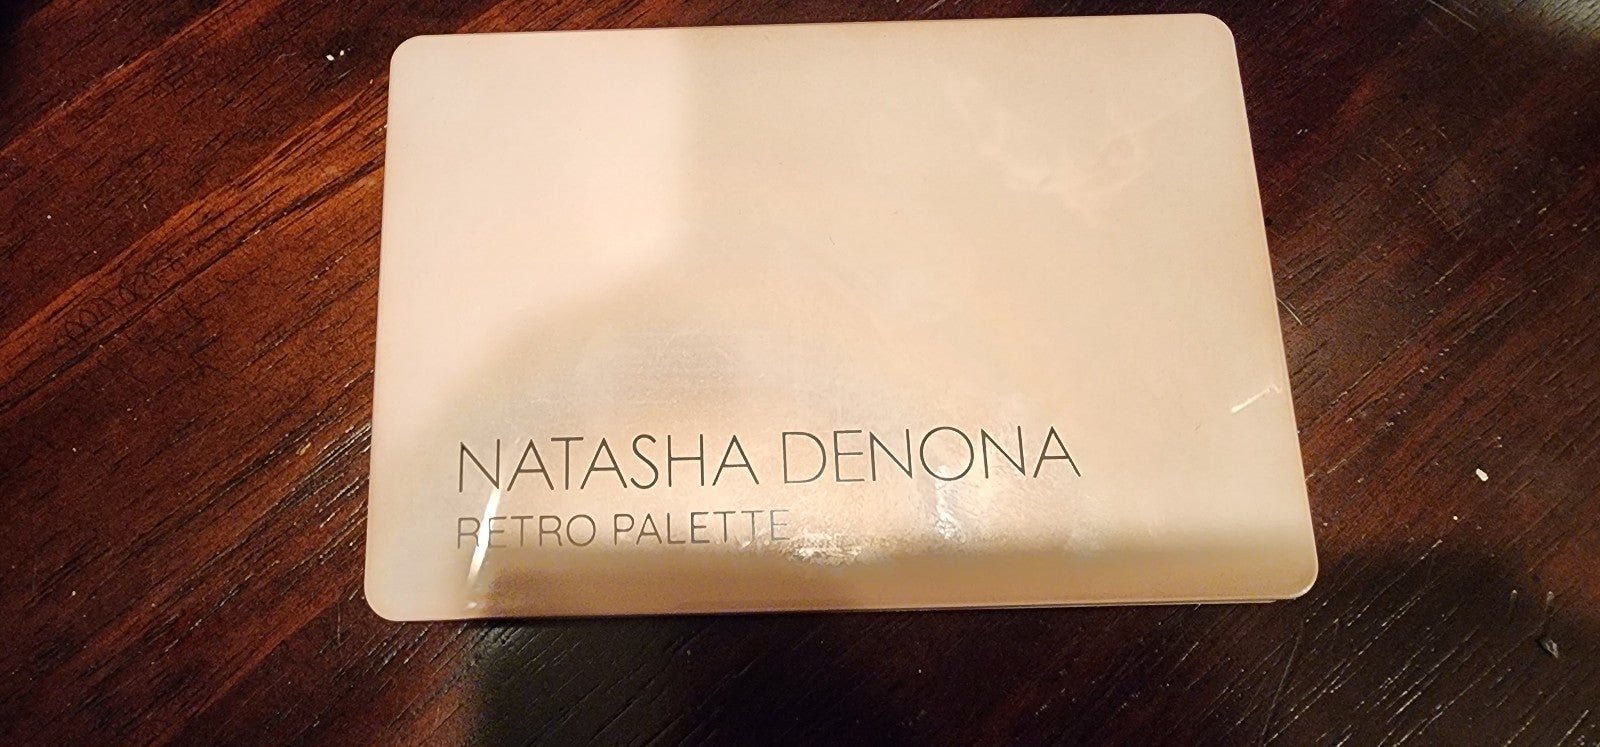 NATASHA DENONA
RETRO PALETTE